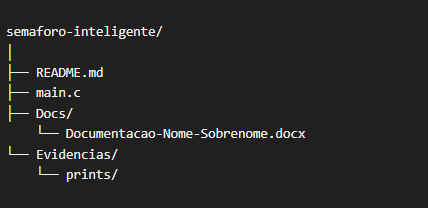 semaforo-inteligente/
│
├── README.md
├── main.c
├── Docs/
│   └── Documentacao-Nome-Sobrenome.docx
└── Evidencias/
    └── prints/